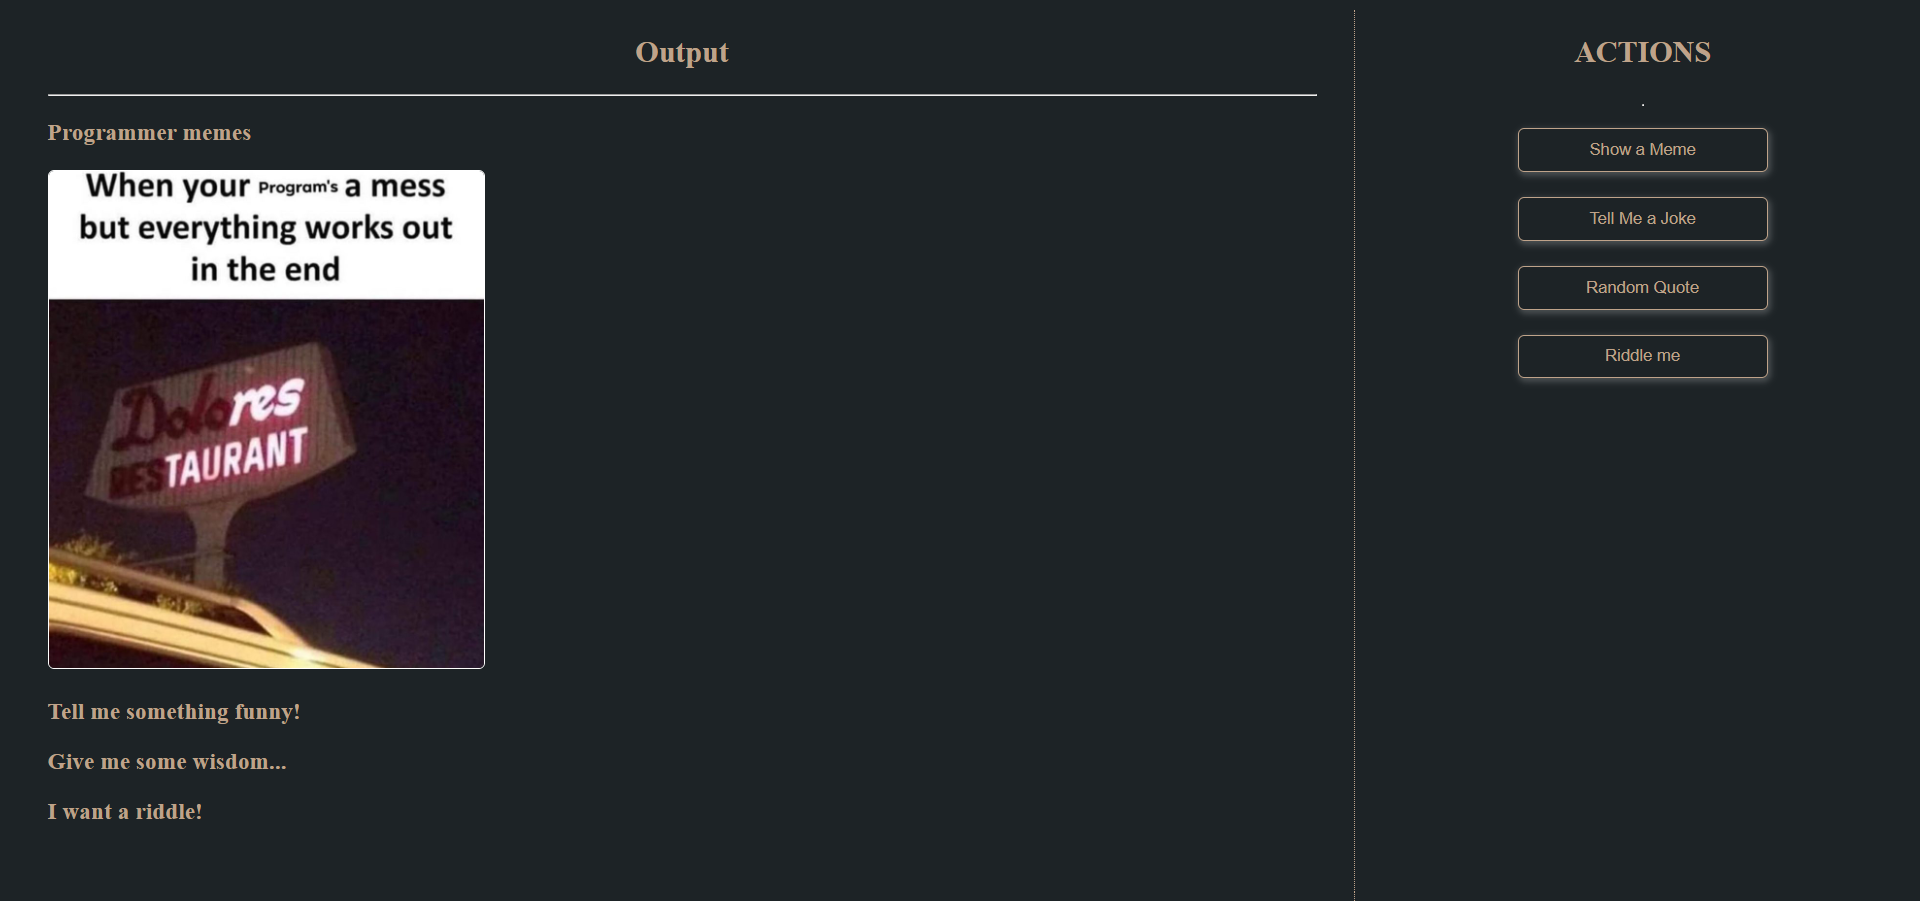 Output
Programmer memes
When your Program's a mess
but everything works out
in the end
Dolores
RESTAURANT
Tell me something funny!
Give me some wisdom...
I want a riddle!
ACTIONS
.
Show a Meme
Tell Me a Joke
Random Quote
Riddle me